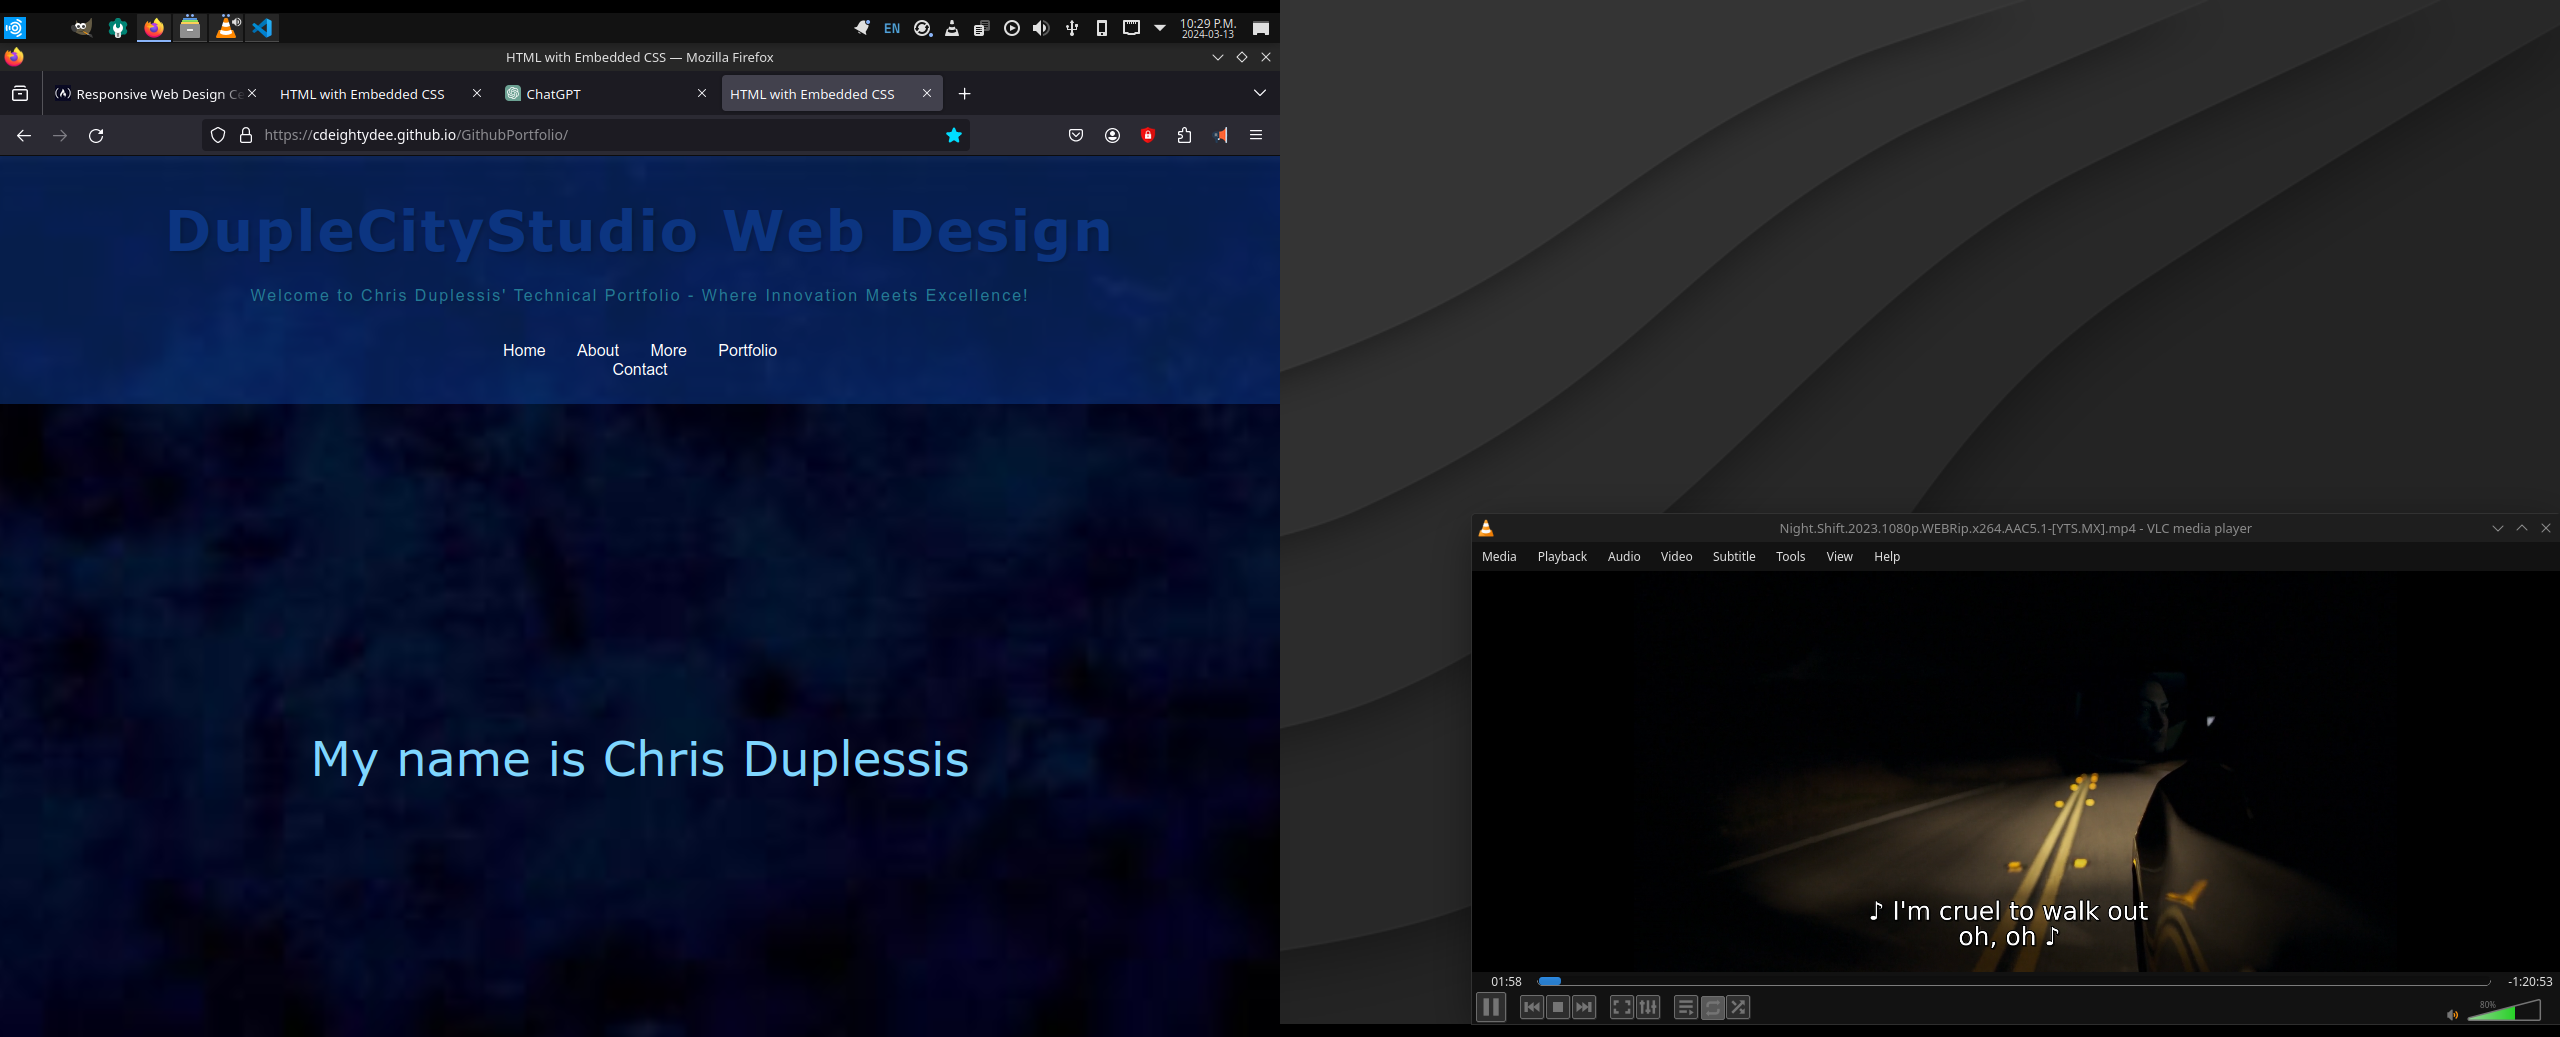 EN
10:29 P.M.
2024-03-13
HTML with Embedded CSS — Mozilla Firefox
Responsive Web Design
HTML with Embedded CSS
ChatGPT
HTML with Embedded CSS
https://cdeightydee.github.io/GithubPortfolio/
DupleCityStudio Web Design
Welcome to Chris Duplessis' Technical Portfolio - Where Innovation Meets Excellence!
Home About More Portfolio
Contact
My name is Chris Duplessis
Night.Shift.2023.1080p.WEBRip.x264.AAC5.1-[YTS.MX].mp4 - VLC media player
Media Playback Audio Video Subtitle Tools View Help
♪ I'm cruel to walk out
oh, oh ♪
01:58
-1:20:53
80%